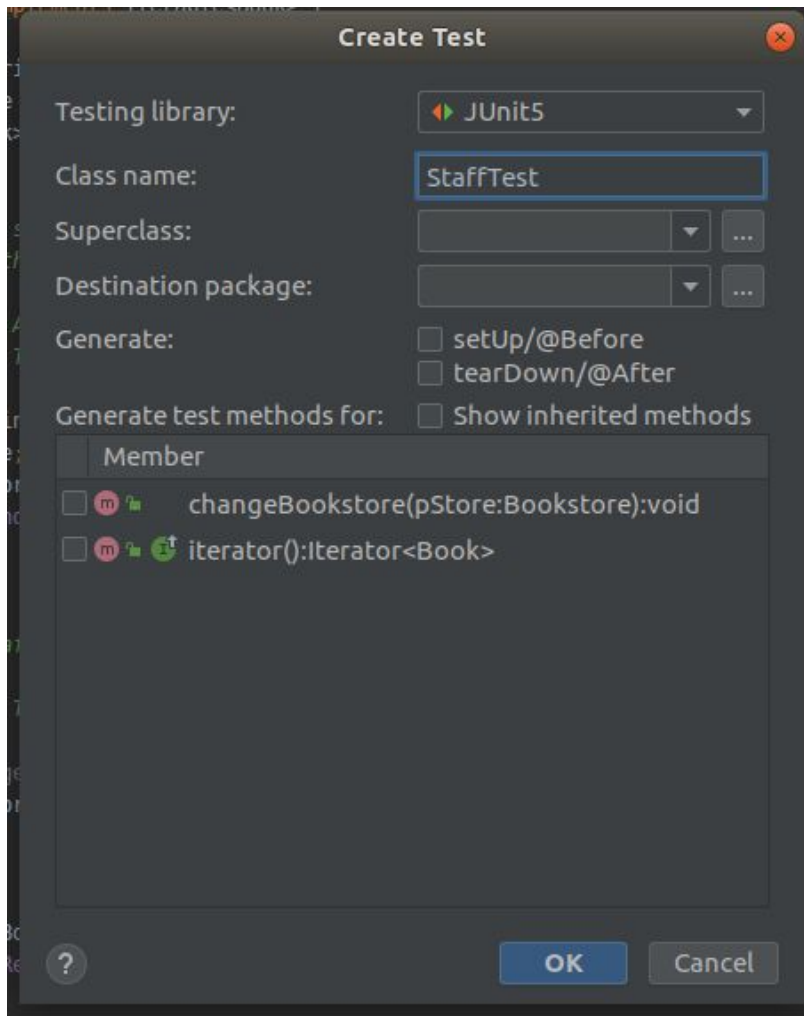 Create Test
Testing library: JUnit5
Class name: StaffTest
Superclass: ...
Destination package: ...
Generate: setUp/@Before
tearDown/@After
Generate test methods for: Show inherited methods
Member
m changeBookstore(pStore:Bookstore):void
m I iterator():Iterator<Book>
? OK Cancel